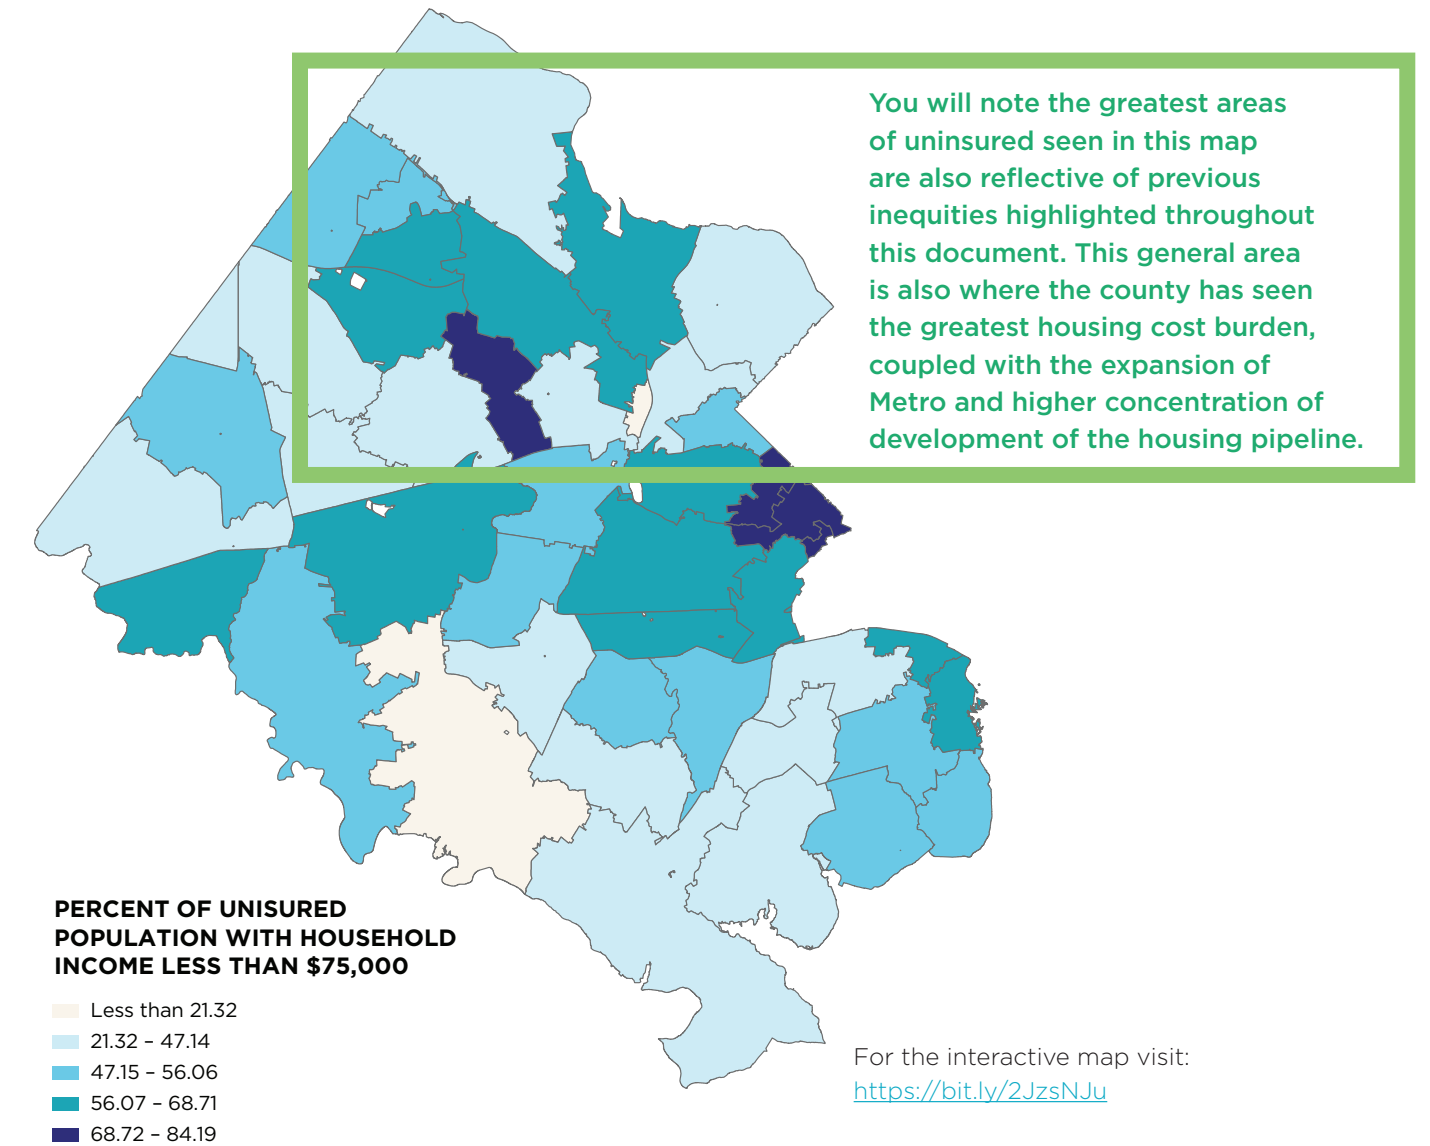 You will note the greatest areas
of uninsured seen in this map
are also reflective of previous
inequities highlighted throughout
this document. This general area
is also where the county has seen
the greatest housing cost burden,
coupled with the expansion of
Metro and higher concentration of
development of the housing pipeline.
PERCENT OF UNISURED
POPULATION WITH HOUSEHOLD
INCOME LESS THAN $75,000
Less than 21.32
21.32 – 47.14
47.15 – 56.06
56.07 – 68.71
68.72 – 84.19
For the interactive map visit:
https://bit.ly/2JzsNJu